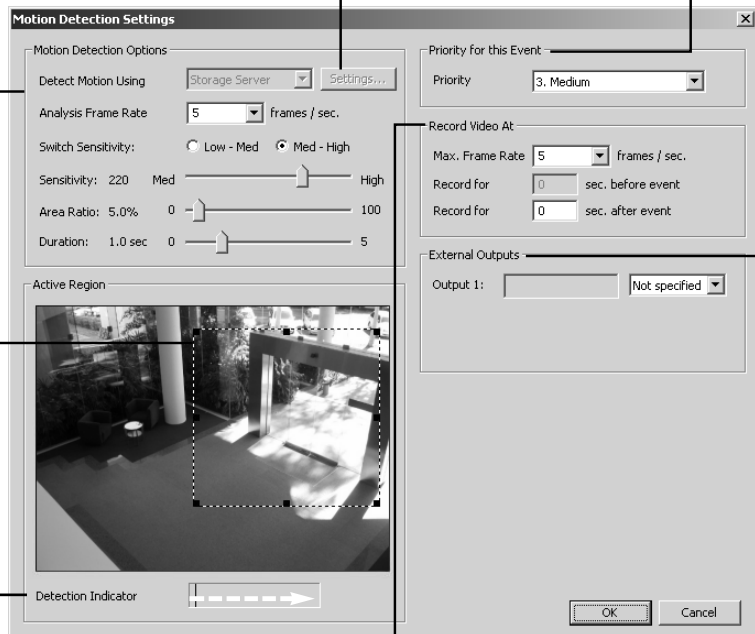 Motion Detection Settings
Motion Detection Options
Detect Motion Using Storage Server Settings...
Analysis Frame Rate 5 frames / sec.
Switch Sensitivity: Low - Med Med - High
Sensitivity: 220 Med High
Area Ratio: 5.0% 0 100
Duration: 1.0 sec 0 5
Active Region
Detection Indicator
Priority for this Event
Priority 3. Medium
Record Video At
Max. Frame Rate 5 frames / sec.
Record for 0 sec. before event
Record for 0 sec. after event
External Outputs
Output 1: Not specified
OK Cancel